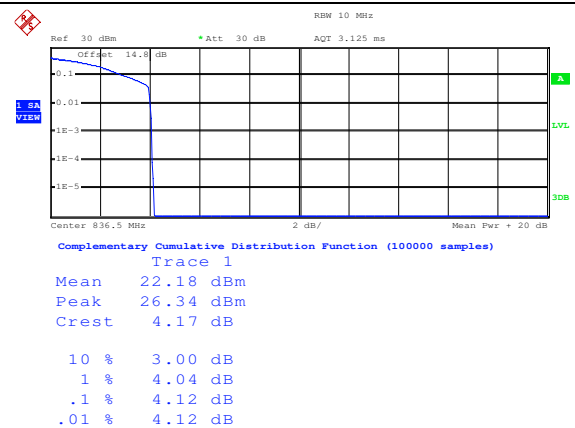 R S
RBW 10 MHz
Ref 30 dBm *Att 30 dB AQT 3.125 ms
Offset 14.8 dB
0.1
A
1 SA
VIEW
0.01
1E-3
LVL
1E-4
1E-5
3DB
Center 836.5 MHz 2 dB/ Mean Pwr + 20 dB
Complementary Cumulative Distribution Function (100000 samples)
Trace 1
Mean 22.18 dBm
Peak 26.34 dBm
Crest 4.17 dB
10 % 3.00 dB
1 % 4.04 dB
.1 % 4.12 dB
.01 % 4.12 dB